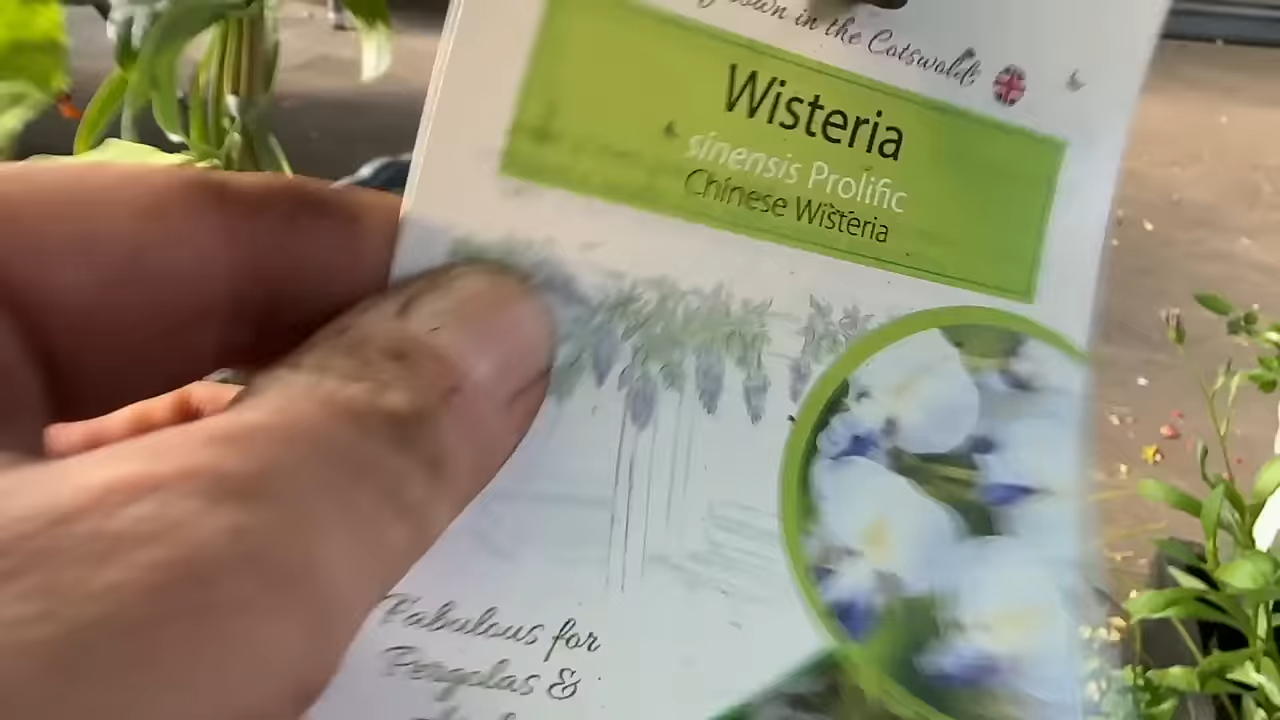 in the Cotswolds
Wisteria
sinensis Prolific
Chinese Wisteria
Fabulous for
Pergolas &